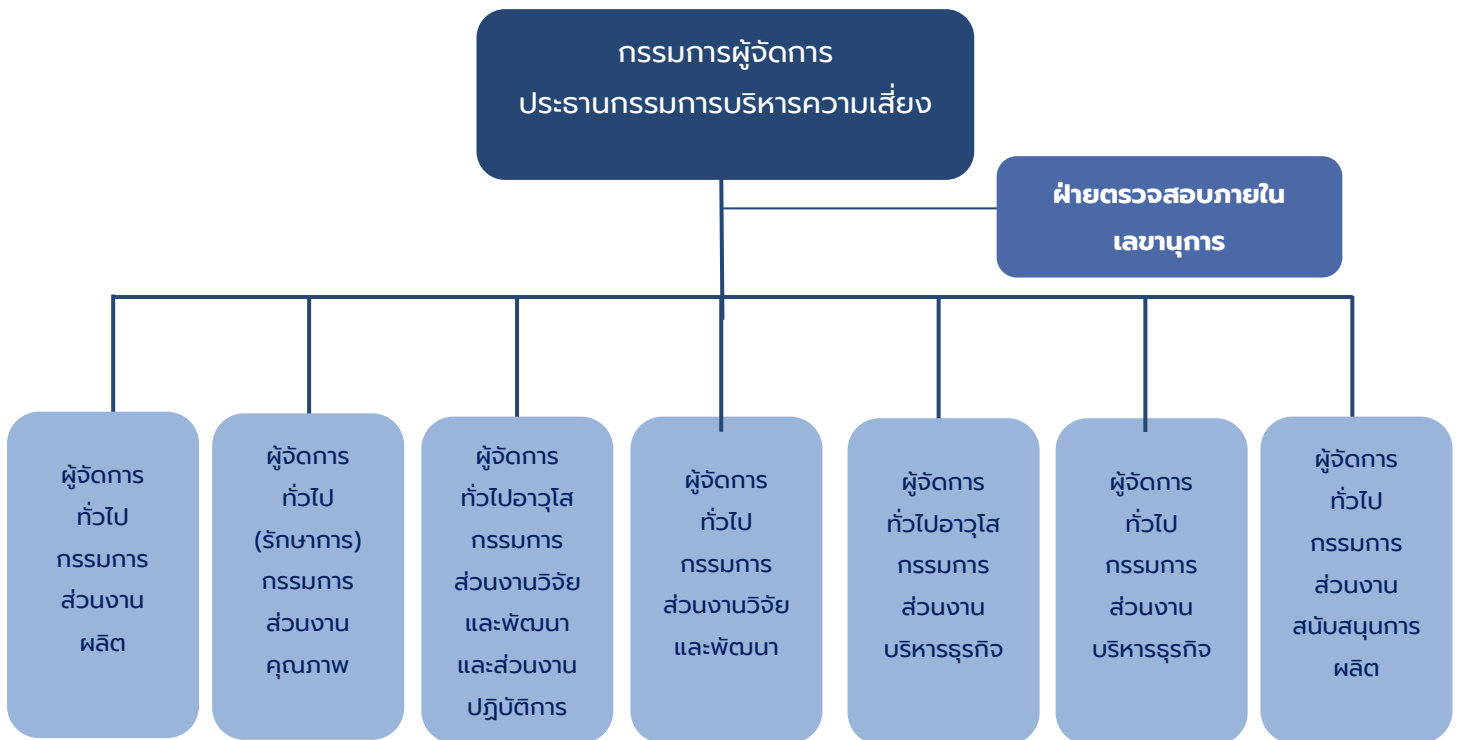 กรรมการผู้จัดการ
ประธานกรรมการบริหารความเสี่ยง
ฝ่ายตรวจสอบภายใน
เลขานุการ
ผู้จัดการ
ทั่วไป
กรรมการ
ส่วนงาน
ผลิต
ผู้จัดการ
ทั่วไป
(รักษาการ)
กรรมการ
ส่วนงาน
คุณภาพ
ผู้จัดการ
ทั่วไปอาวุโส
กรรมการ
ส่วนงานวิจัย
และพัฒนา
และส่วนงาน
ปฏิบัติการ
ผู้จัดการ
ทั่วไป
กรรมการ
ส่วนงานวิจัย
และพัฒนา
ผู้จัดการ
ทั่วไปอาวุโส
กรรมการ
ส่วนงาน
บริหารธุรกิจ
ผู้จัดการ
ทั่วไป
กรรมการ
ส่วนงาน
บริหารธุรกิจ
ผู้จัดการ
ทั่วไป
กรรมการ
ส่วนงาน
สนับสนุนการ
ผลิต